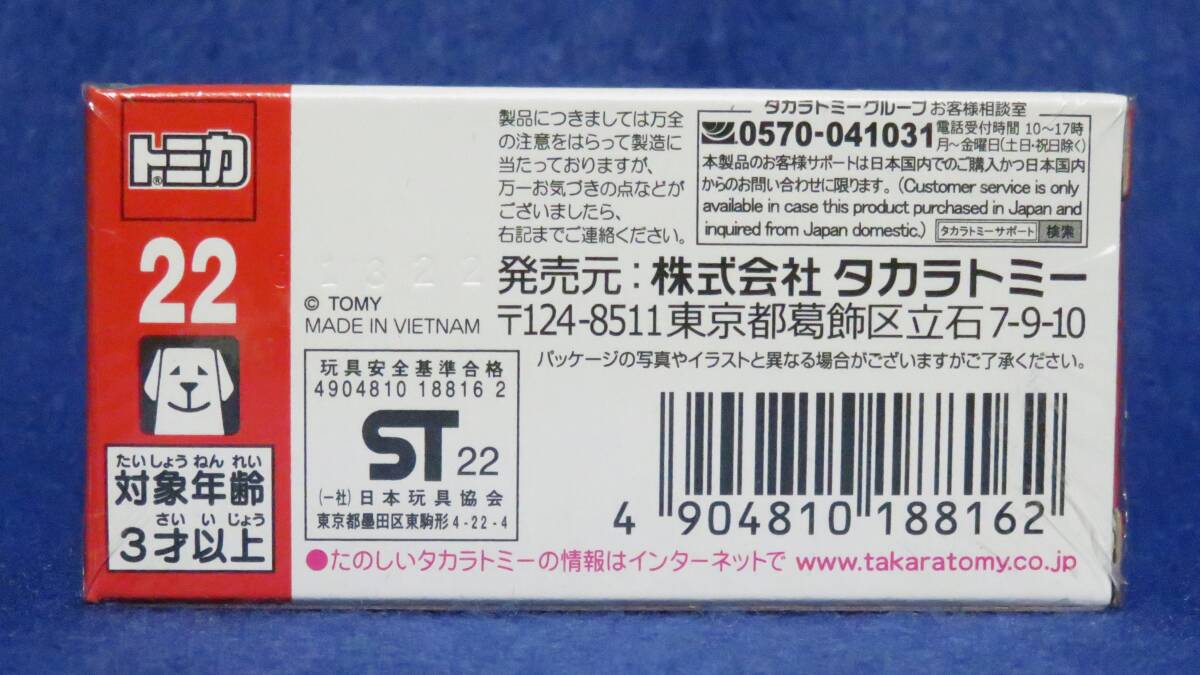 トミカ®
22
たいしょう ねん れい
対象年齢
さい い じょう
3才以上
製品につきましては万全
の注意をはらって製造に
当たっておりますが、
万一お気づきの点などが
ございましたら、
右記までご連絡ください。
タカラトミーグループ お客様相談室
0570-041031 電話受付時間 10~17時
月~金曜日(土・日・祝日除く)
本製品のお客様サポートは日本国内でのご購入かつ日本国内
からのお問い合わせに限ります。(Customer service is only
available in case this product purchased in Japan and
inquired from Japan domestic.) タカラトミーサポート 検索
1322
© TOMY
MADE IN VIETNAM
発売元:株式会社 タカラトミー
〒124-8511 東京都葛飾区立石7-9-10
パッケージの写真やイラストと異なる場合がございますがご了承ください。
玩具安全基準合格
4904810 18816 2
ST 22
(一社)日本玩具協会
東京都墨田区東駒形4-22-4
4 904810 188162
●たのしいタカラトミーの情報はインターネットで www.takaratomy.co.jp